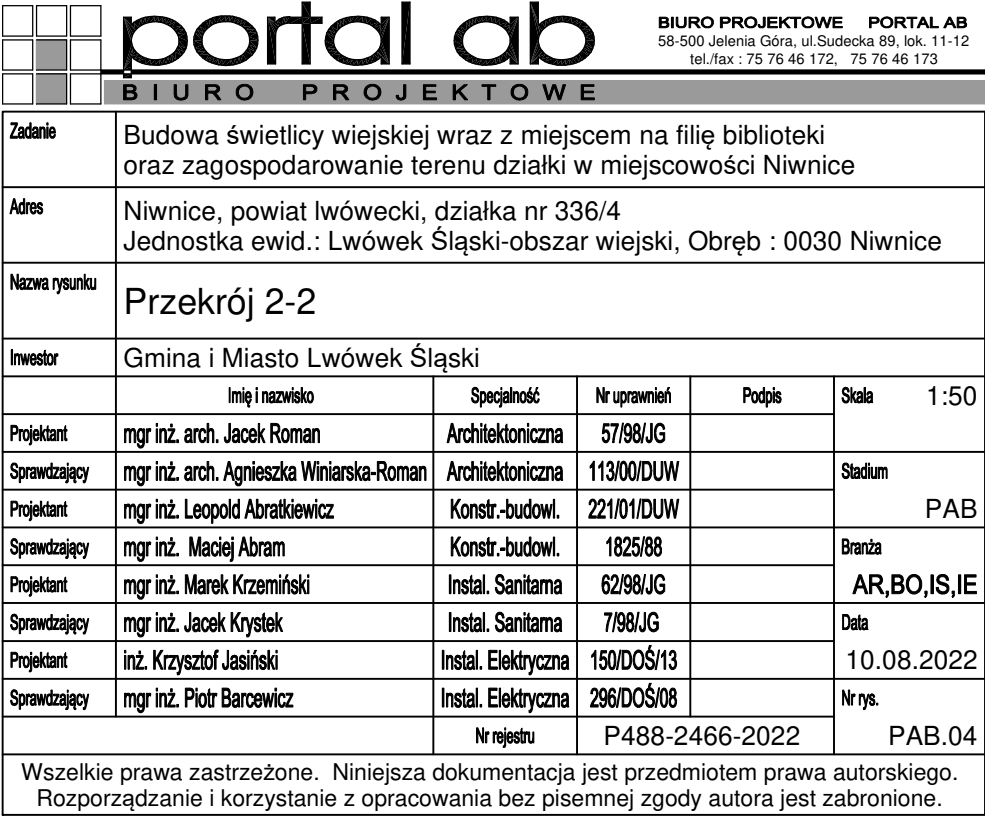 portal ab
BIURO PROJEKTOWE
BIURO PROJEKTOWE PORTAL AB
58-500 Jelenia Góra, ul.Sudecka 89, lok. 11-12
tel./fax : 75 76 46 172, 75 76 46 173
Zadanie
Budowa świetlicy wiejskiej wraz z miejscem na filię biblioteki
oraz zagospodarowanie terenu działki w miejscowości Niwnice
Adres
Niwnice, powiat lwówecki, działka nr 336/4
Jednostka ewid.: Lwówek Śląski-obszar wiejski, Obręb : 0030 Niwnice
Nazwa rysunku
Przekrój 2-2
Inwestor
Gmina i Miasto Lwówek Śląski
Imię i nazwisko Specjalność Nr uprawnień Podpis Skala 1:50
Projektant mgr inż. arch. Jacek Roman Architektoniczna 57/98/JG
Sprawdzający mgr inż. arch. Agnieszka Winiarska-Roman Architektoniczna 113/00/DUW Stadium
Projektant mgr inż. Leopold Abratkiewicz Konstr.-budowl. 221/01/DUW PAB
Sprawdzający mgr inż. Maciej Abram Konstr.-budowl. 1825/88 Branża
Projektant mgr inż. Marek Krzemiński Instal. Sanitarna 62/98/JG AR,BO,IS,IE
Sprawdzający mgr inż. Jacek Krystek Instal. Sanitarna 7/98/JG Data
Projektant inż. Krzysztof Jasiński Instal. Elektryczna 150/DOŚ/13 10.08.2022
Sprawdzający mgr inż. Piotr Barcewicz Instal. Elektryczna 296/DOŚ/08 Nr rys.
Nr rejestru P488-2466-2022 PAB.04
Wszelkie prawa zastrzeżone. Niniejsza dokumentacja jest przedmiotem prawa autorskiego.
Rozporządzanie i korzystanie z opracowania bez pisemnej zgody autora jest zabronione.